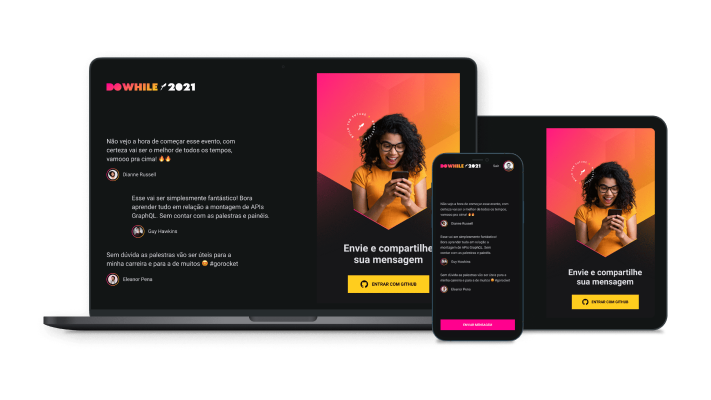 DOWHILE 2021
Não vejo a hora de começar esse evento, com
certeza vai ser o melhor de todos os tempos,
vamooo pra cima! 🔥🔥
Dianne Russell
Esse vai ser simplesmente fantástico! Bora
aprender tudo em relação a montagem de APIs
GraphQL. Sem contar com as palestras e painéis.
Guy Hawkins
Sem dúvida as palestras vão ser úteis para a
minha carreira e para a de muitos 😍 #gorocket
Eleanor Pena
Envie e compartilhe
sua mensagem
ENTRAR COM GITHUB
DOWHILE 2021
Sair
Não vejo a hora de começar esse evento, com
certeza vai ser o melhor de todos os tempos,
vamooo pra cima! 🔥🔥
Dianne Russell
Esse vai ser simplesmente fantástico! Bora
aprender tudo em relação a
montagem de APIs GraphQL. Sem
contar com as palestras e painéis.
Guy Hawkins
Sem dúvida as palestras vão ser úteis para a
minha carreira e para a de muitos 😍 #gorocket
Eleanor Pena
ENVIAR MENSAGEM
Envie e compartilhe
sua mensagem
ENTRAR COM GITHUB